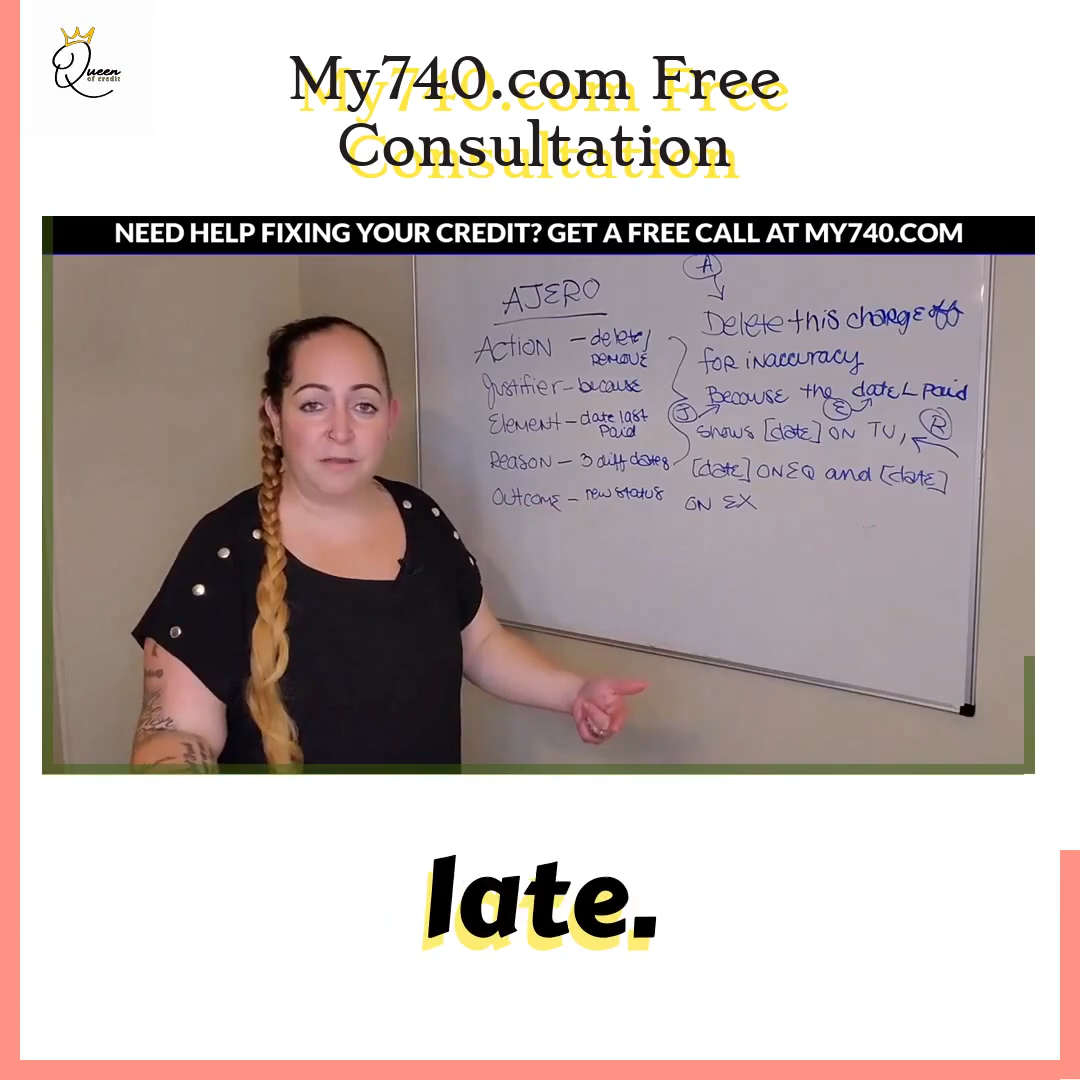 Queen
of credit
My740.com Free
Consultation
NEED HELP FIXING YOUR CREDIT? GET A FREE CALL AT MY740.COM
AJERO
Action – delete/
REMOVE
Justifier – because
Element – date last
Paid
Reason – 3 diff dates
Outcome – new status
A
Delete this charge off
for inaccuracy
Because the date L paid
J
E
R
shows [date] ON TU,
[date] ON EQ and [date]
ON EX
late.